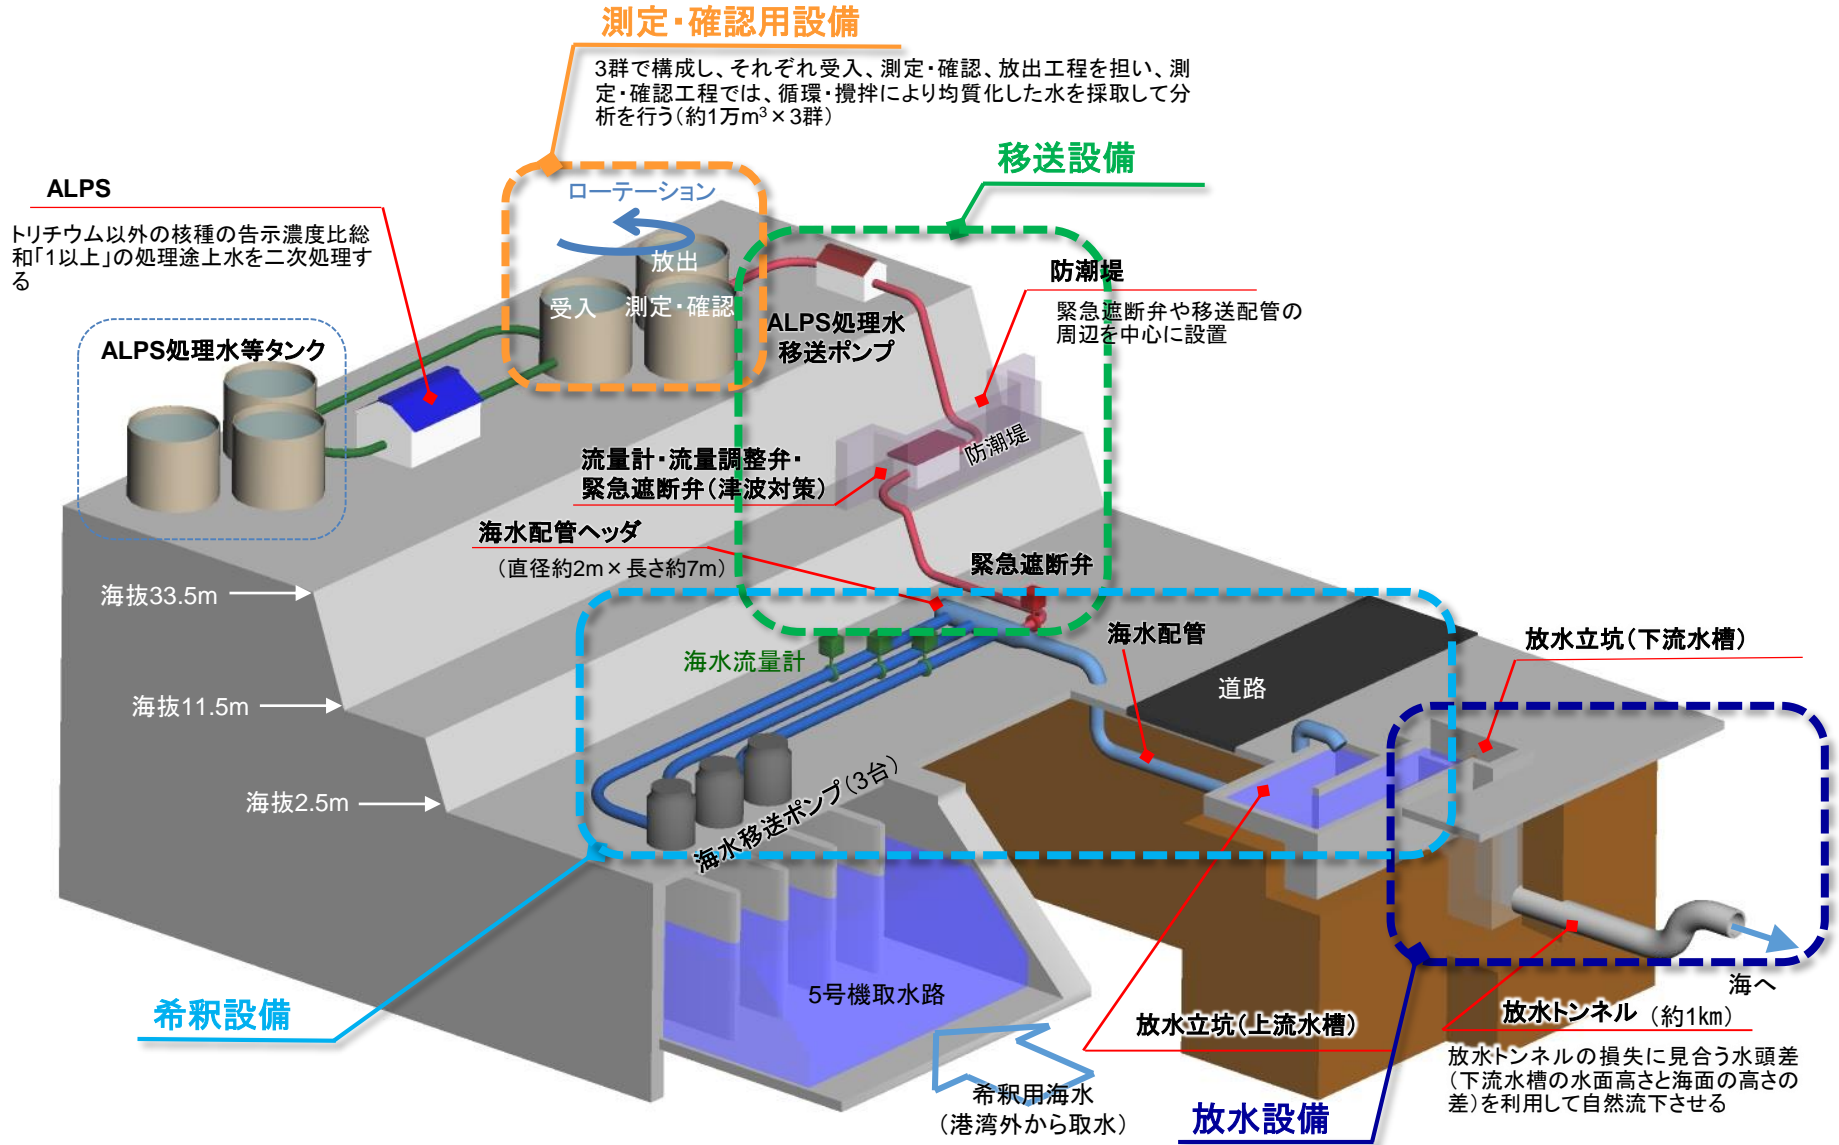 測定・確認用設備
3群で構成し、それぞれ受入、測定・確認、放出工程を担い、測
定・確認工程では、循環・攪拌により均質化した水を採取して分
析を行う(約1万m³×3群)
移送設備
ALPS
トリチウム以外の核種の告示濃度比総
和「1以上」の処理途上水を二次処理す
る
ローテーション
放出
受入
測定・確認
防潮堤
緊急遮断弁や移送配管の
周辺を中心に設置
ALPS処理水
移送ポンプ
ALPS処理水等タンク
防潮堤
流量計・流量調整弁・
緊急遮断弁(津波対策)
海水配管ヘッダ
(直径約2m×長さ約7m)
緊急遮断弁
海抜33.5m
海水配管
放水立坑(下流水槽)
海水流量計
道路
海抜11.5m
海抜2.5m
海水移送ポンプ(3台)
5号機取水路
海へ
希釈設備
放水立坑(上流水槽)
放水トンネル (約1km)
放水トンネルの損失に見合う水頭差
(下流水槽の水面高さと海面の高さの
差)を利用して自然流下させる
希釈用海水
(港湾外から取水)
放水設備